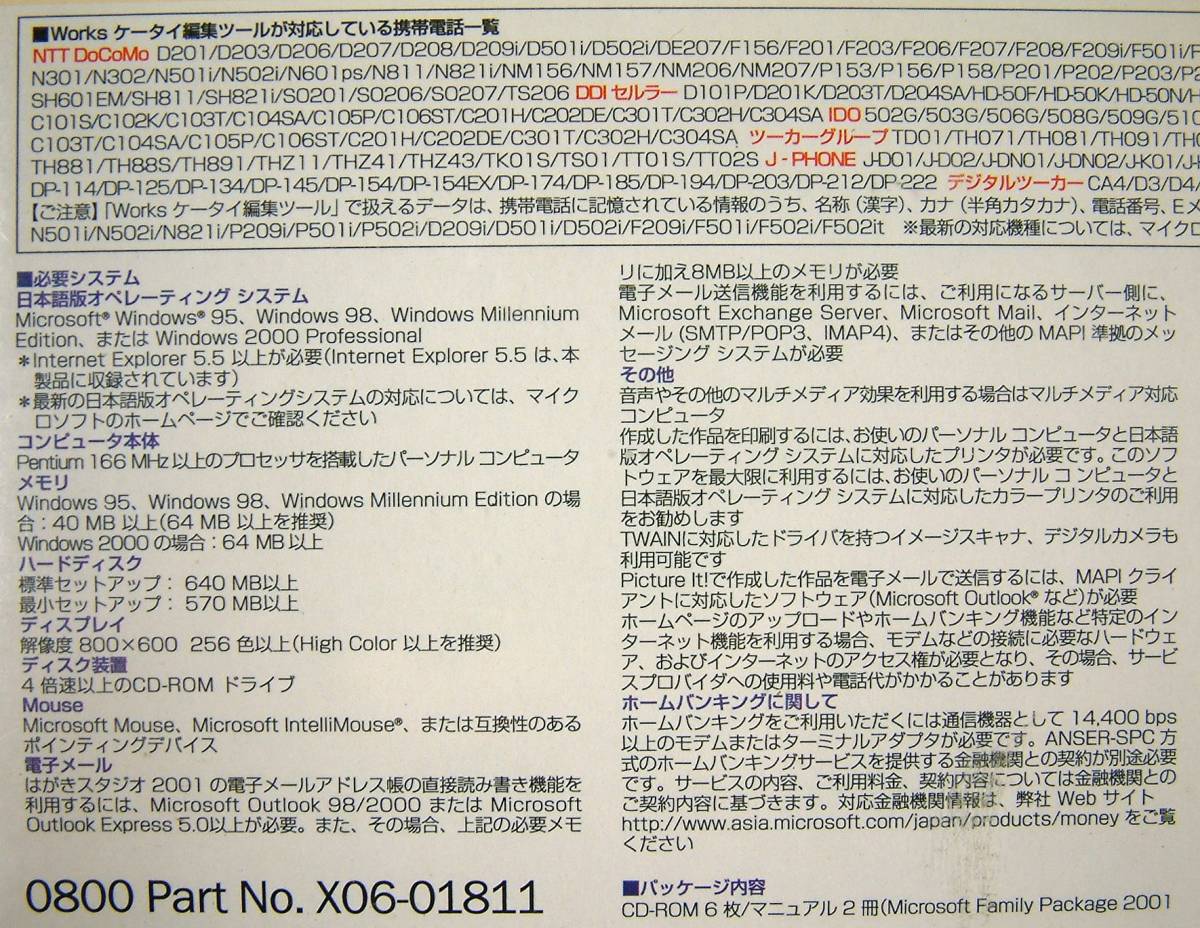 ■Works ケータイ編集ツールが対応している携帯電話一覧
NTT DoCoMo D201/D203/D206/D207/D208/D209i/D501i/D502i/DE207/F156/F201/F203/F206/F207/F208/F209i/F501i/F
N301/N302/N501i/N502i/N601ps/N811/N821i/NM156/NM157/NM206/NM207/P153/P156/P158/P201/P202/P203/P2
SH601EM/SH811/SH821i/SO201/SO206/SO207/TS206 DDI セルラー D101P/D201K/D203T/D204SA/HD-50F/HD-50K/HD-50N/H
C101S/C102K/C103T/C104SA/C105P/C106ST/C201H/C202DE/C301T/C302H/C304SA IDO 502G/503G/506G/508G/509G/510
C103T/C104SA/C105P/C106ST/C201H/C202DE/C301T/C302H/C304SA ツーカーグループ TD01/TH071/TH081/TH091/TH0
TH881/TH88S/TH891/THZ11/THZ41/THZ43/TK01S/TS01/TT01S/TT02S J-PHONE J-D01/J-D02/J-DN01/J-DN02/J-K01/J-
DP-114/DP-125/DP-134/DP-145/DP-154/DP-154EX/DP-174/DP-185/DP-194/DP-203/DP-212/DP-222 デジタルツーカー CA4/D3/D4/
【ご注意】「Works ケータイ編集ツール」で扱えるデータは、携帯電話に記憶されている情報のうち、名称（漢字）、カナ（半角カタカナ）、電話番号、Eメ
N501i/N502i/N821i/P209i/P501i/P502i/D209i/D501i/D502i/F209i/F501i/F502i/F502it ※最新の対応機種については、マイクロ
■必要システム
日本語版オペレーティング システム
Microsoft® Windows® 95、Windows 98、Windows Millennium
Edition、または Windows 2000 Professional
＊Internet Explorer 5.5 以上が必要（Internet Explorer 5.5 は、本
製品に収録されています）
＊最新の日本語版オペレーティングシステムの対応については、マイク
ロソフトのホームページでご確認ください
コンピュータ本体
Pentium 166 MHz 以上のプロセッサを搭載したパーソナル コンピュータ
メモリ
Windows 95、Windows 98、Windows Millennium Edition の場
合：40 MB 以上（64 MB 以上を推奨）
Windows 2000 の場合：64 MB 以上
ハードディスク
標準セットアップ： 640 MB以上
最小セットアップ： 570 MB以上
ディスプレイ
解像度 800×600 256 色以上（High Color 以上を推奨）
ディスク装置
4 倍速以上のCD-ROM ドライブ
Mouse
Microsoft Mouse、Microsoft IntelliMouse®、または互換性のある
ポインティングデバイス
電子メール
はがきスタジオ 2001 の電子メールアドレス帳の直接読み書き機能を
利用するには、Microsoft Outlook 98/2000 または Microsoft
Outlook Express 5.0以上が必要。また、その場合、上記の必要メモ
0800 Part No. X06-01811
リに加え8MB以上のメモリが必要
電子メール送信機能を利用するには、ご利用になるサーバー側に、
Microsoft Exchange Server、Microsoft Mail、インターネット
メール (SMTP/POP3、IMAP4)、またはその他の MAPI 準拠のメッ
セージング システムが必要
その他
音声やその他のマルチメディア効果を利用する場合はマルチメディア対応
コンピュータ
作成した作品を印刷するには、お使いのパーソナル コンピュータと日本語
版オペレーティング システムに対応したプリンタが必要です。このソフ
トウェアを最大限に利用するには、お使いのパーソナル コンピュータと
日本語版オペレーティング システムに対応したカラープリンタのご利用
をお勧めします
TWAINに対応したドライバを持つイメージスキャナ、デジタルカメラも
利用可能です
Picture It!で作成した作品を電子メールで送信するには、MAPI クライ
アントに対応したソフトウェア（Microsoft Outlook® など）が必要
ホームページのアップロードやホームバンキング機能など特定のイン
ターネット機能を利用する場合、モデムなどの接続に必要なハードウェ
ア、およびインターネットのアクセス権が必要となり、その場合、サービ
スプロバイダへの使用料や電話代がかかることがあります
ホームバンキングに関して
ホームバンキングをご利用いただくには通信機器として 14,400 bps
以上のモデムまたはターミナルアダプタが必要です。ANSER-SPC 方
式のホームバンキングサービスを提供する金融機関との契約が別途必要
です。サービスの内容、ご利用料金、契約内容については金融機関との
ご契約内容に基づきます。対応金融機関情報は、弊社 Web サイト
http://www.asia.microsoft.com/japan/products/money をご覧
ください
■パッケージ内容
CD-ROM 6 枚/マニュアル 2 冊(Microsoft Family Package 2001